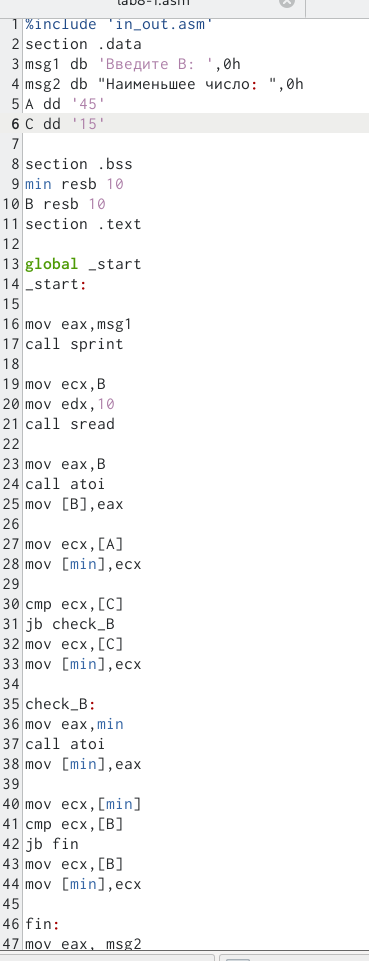 lab8-1.asm
1 %include 'in_out.asm'
2 section .data
3 msg1 db 'Введите B: ',0h
4 msg2 db "Наименьшее число: ",0h
5 A dd '45'
6 C dd '15'
7
8 section .bss
9 min resb 10
10 B resb 10
11 section .text
12
13 global _start
14 _start:
15
16 mov eax,msg1
17 call sprint
18
19 mov ecx,B
20 mov edx,10
21 call sread
22
23 mov eax,B
24 call atoi
25 mov [B],eax
26
27 mov ecx,[A]
28 mov [min],ecx
29
30 cmp ecx,[C]
31 jb check_B
32 mov ecx,[C]
33 mov [min],ecx
34
35 check_B:
36 mov eax,min
37 call atoi
38 mov [min],eax
39
40 mov ecx,[min]
41 cmp ecx,[B]
42 jb fin
43 mov ecx,[B]
44 mov [min],ecx
45
46 fin:
47 mov eax, msg2